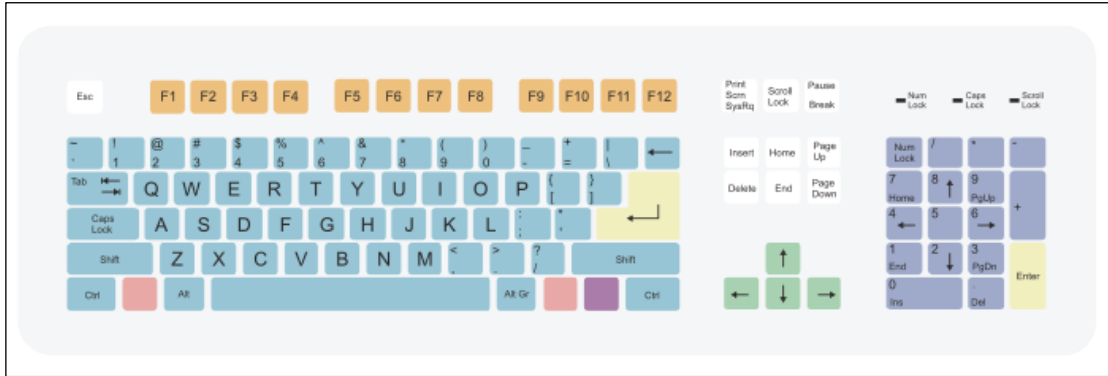 Esc F1 F2 F3 F4 F5 F6 F7 F8 F9 F10 F11 F12
Print
Scrn
SysRq
Scroll
Lock
Pause
Break
Num
Lock
Caps
Lock
Scroll
Lock
~ ! @ # $ % ^ & * ( ) _ + |
` 1 2 3 4 5 6 7 8 9 0 - = \ ←
Insert Home Page
Up
Num
Lock
/ * -
Tab Q W E R T Y U I O P { }
[ ]
Delete End Page
Down
7 8 ↑ 9
Home PgUp
+
Caps
Lock
A S D F G H J K L : "
; '
4 5 6
← →
Shift Z X C V B N M < > ?
, . / Shift
↑
1 2 ↓ 3
End PgDn
Enter
Ctrl Alt Alt Gr Ctrl
← ↓ →
0 .
Ins Del